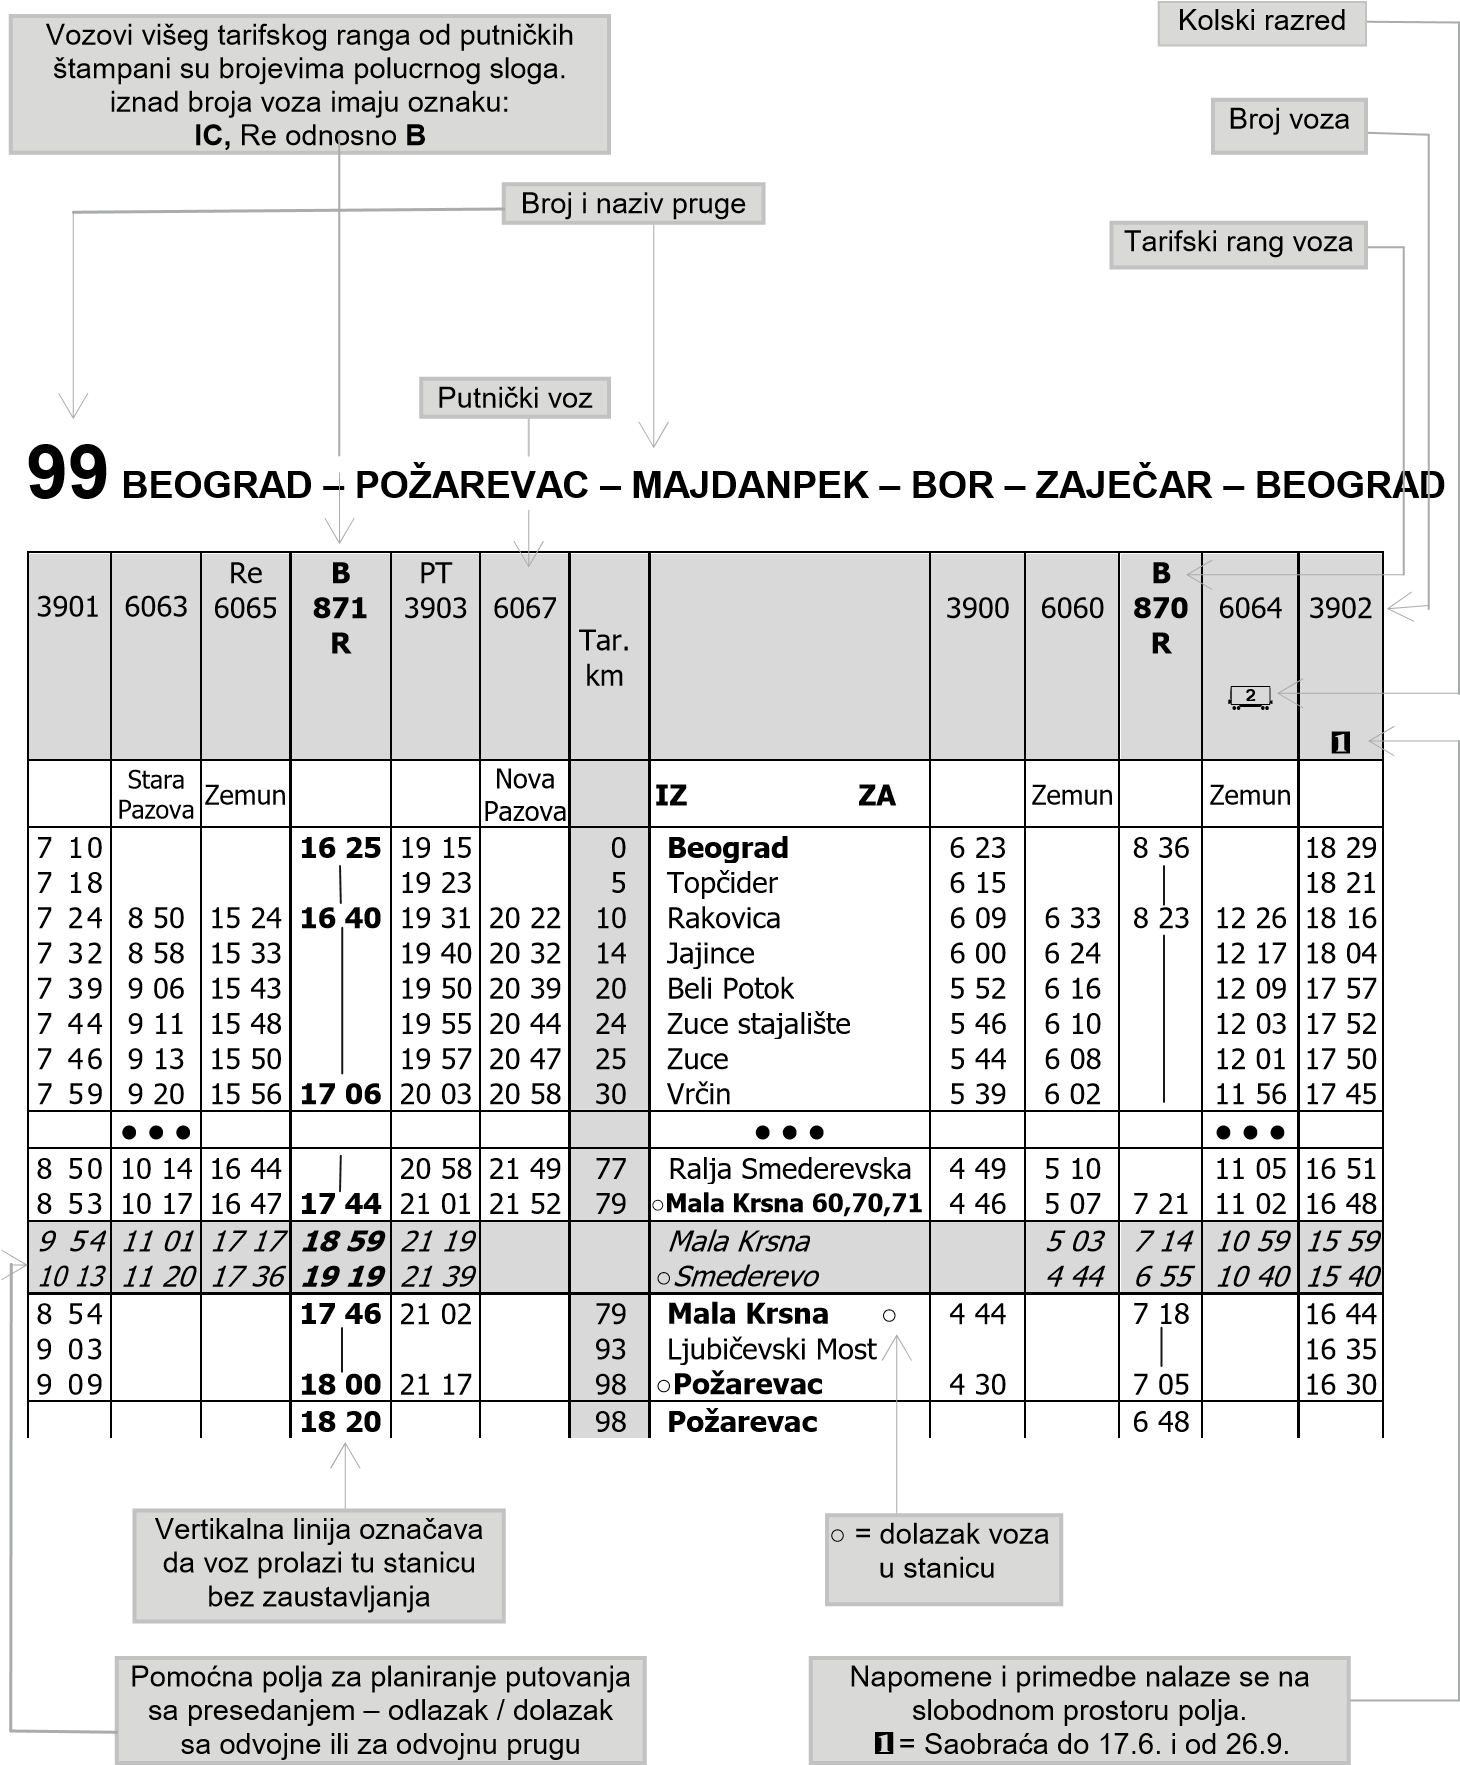 Kolski razred
Vozovi višeg tarifskog ranga od putničkih
štampani su brojevima polucrnog sloga.
iznad broja voza imaju oznaku:
IC, Re odnosno B
Broj voza
Broj i naziv pruge
Tarifski rang voza
Putnički voz
99 BEOGRAD – POŽAREVAC – MAJDANPEK – BOR – ZAJEČAR – BEOGRAD
Re B PT B
3901 6063 6065 871 3903 6067 3900 6060 870 6064 3902
R Tar. R
km
2
1
Stara Nova
Pazova Zemun Pazova IZ ZA Zemun Zemun
7 10 16 25 19 15 0 Beograd 6 23 8 36 18 29
7 18 19 23 5 Topčider 6 15 18 21
7 24 8 50 15 24 16 40 19 31 20 22 10 Rakovica 6 09 6 33 8 23 12 26 18 16
7 32 8 58 15 33 19 40 20 32 14 Jajince 6 00 6 24 12 17 18 04
7 39 9 06 15 43 19 50 20 39 20 Beli Potok 5 52 6 16 12 09 17 57
7 44 9 11 15 48 19 55 20 44 24 Zuce stajalište 5 46 6 10 12 03 17 52
7 46 9 13 15 50 19 57 20 47 25 Zuce 5 44 6 08 12 01 17 50
7 59 9 20 15 56 17 06 20 03 20 58 30 Vrčin 5 39 6 02 11 56 17 45
●●● ●●● ●●●
8 50 10 14 16 44 20 58 21 49 77 Ralja Smederevska 4 49 5 10 11 05 16 51
8 53 10 17 16 47 17 44 21 01 21 52 79 ○Mala Krsna 60,70,71 4 46 5 07 7 21 11 02 16 48
9 54 11 01 17 17 18 59 21 19 Mala Krsna 5 03 7 14 10 59 15 59
10 13 11 20 17 36 19 19 21 39 ○Smederevo 4 44 6 55 10 40 15 40
8 54 17 46 21 02 79 Mala Krsna ○ 4 44 7 18 16 44
9 03 93 Ljubičevski Most 16 35
9 09 18 00 21 17 98 ○Požarevac 4 30 7 05 16 30
18 20 98 Požarevac 6 48
Vertikalna linija označava
da voz prolazi tu stanicu
bez zaustavljanja
○ = dolazak voza
u stanicu
Pomoćna polja za planiranje putovanja
sa presedanjem – odlazak / dolazak
sa odvojne ili za odvojnu prugu
Napomene i primedbe nalaze se na
slobodnom prostoru polja.
1 = Saobraća do 17.6. i od 26.9.